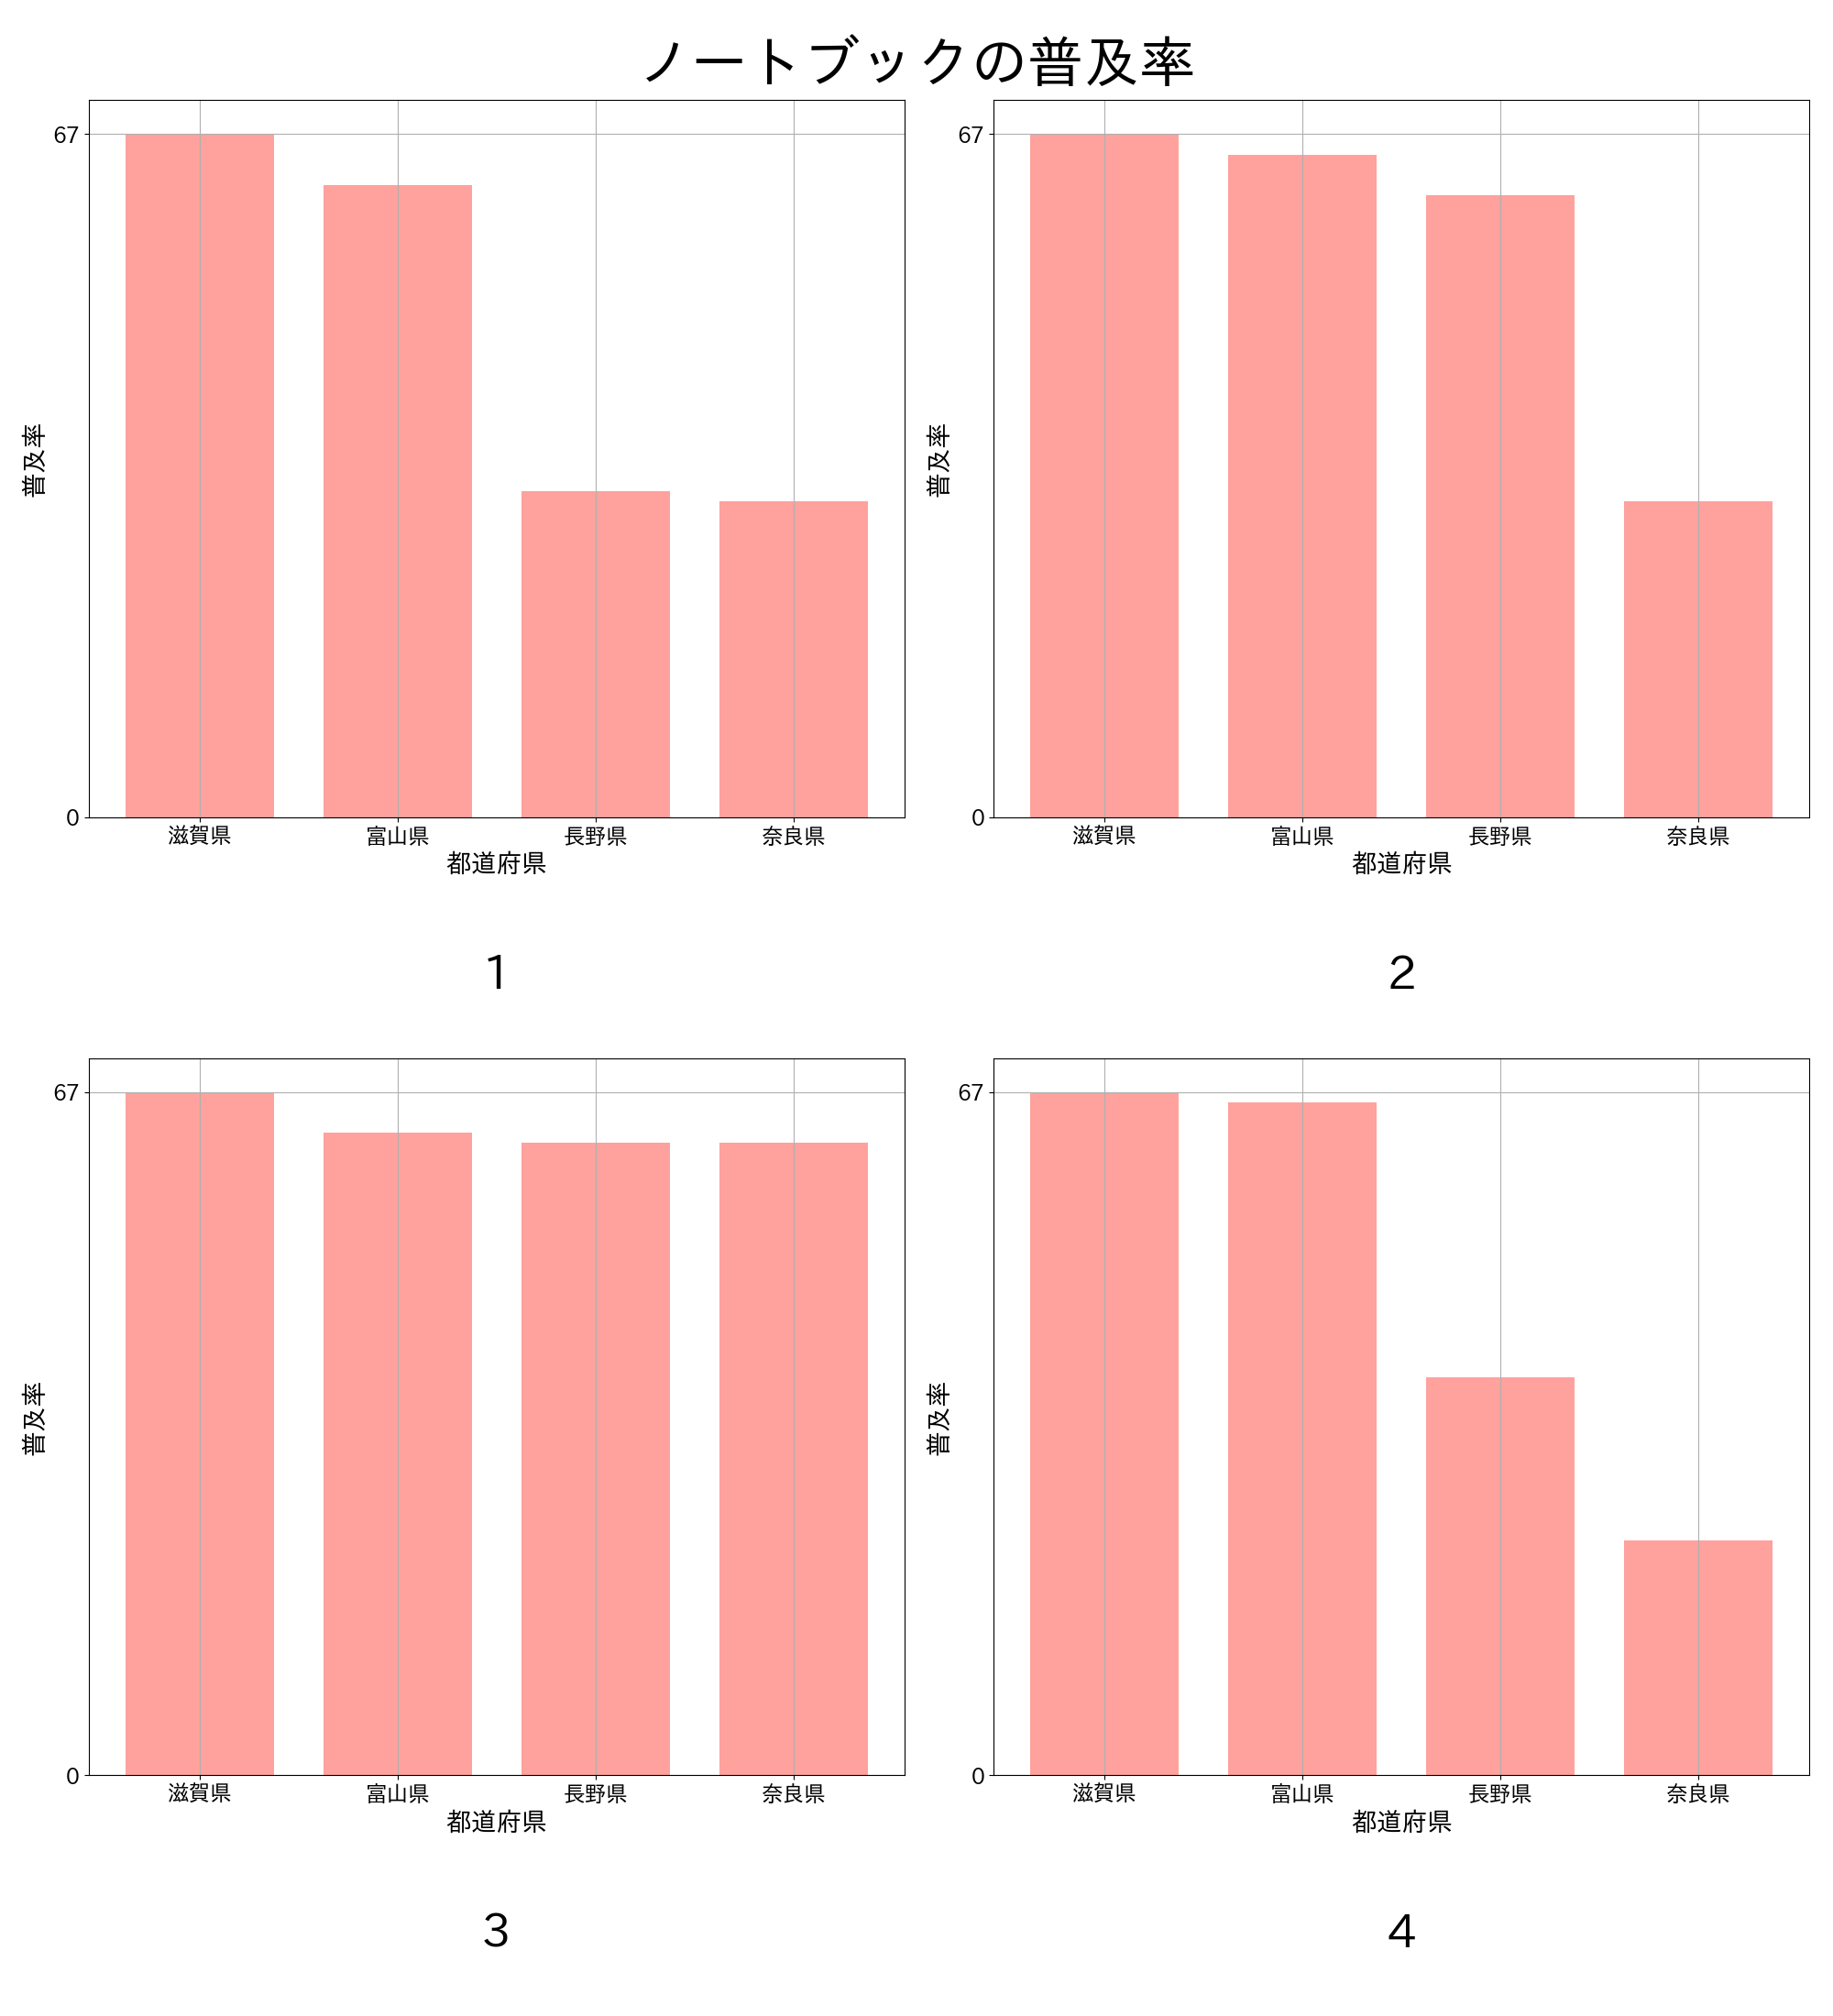 ノートブックの普及率
67
0
普及率
滋賀県 富山県 長野県 奈良県
都道府県
1
67
0
普及率
滋賀県 富山県 長野県 奈良県
都道府県
2
67
0
普及率
滋賀県 富山県 長野県 奈良県
都道府県
3
67
0
普及率
滋賀県 富山県 長野県 奈良県
都道府県
4